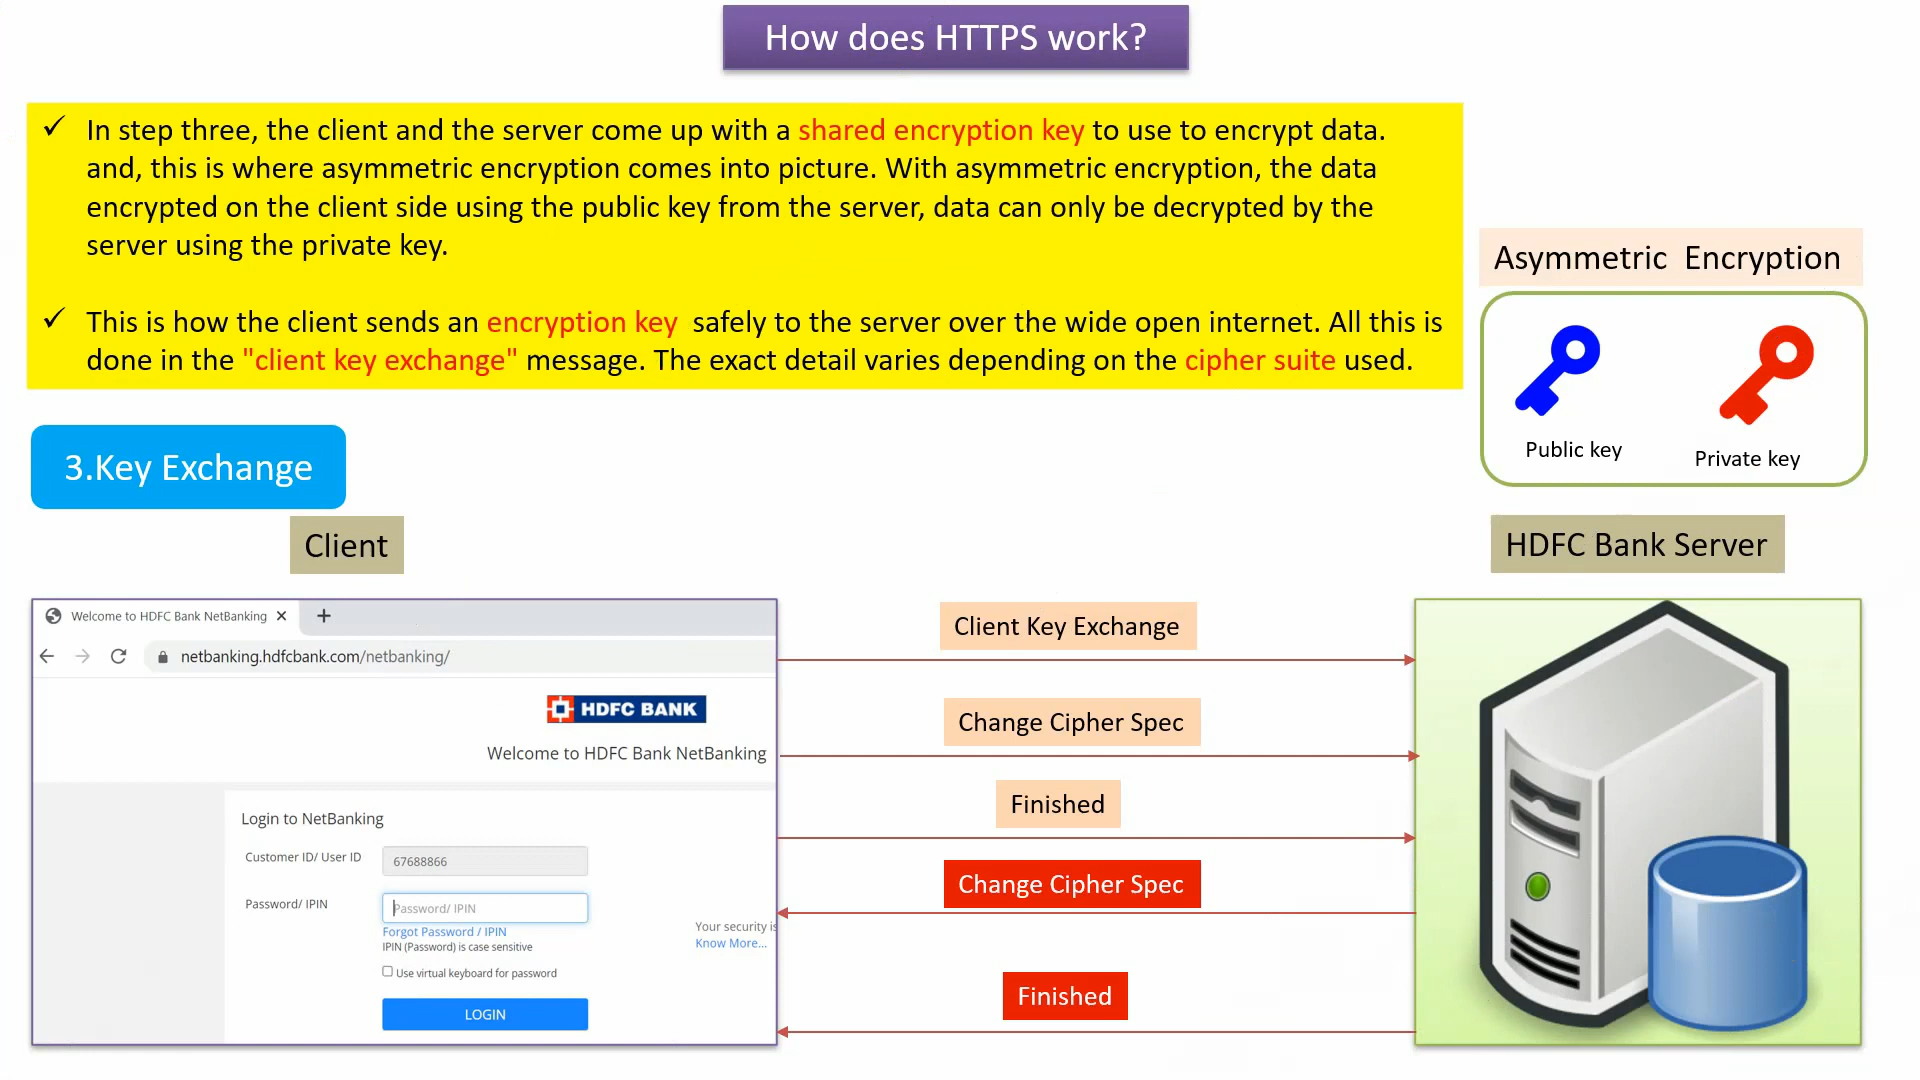 How does HTTPS work?
✓ In step three, the client and the server come up with a shared encryption key to use to encrypt data.
and, this is where asymmetric encryption comes into picture. With asymmetric encryption, the data
encrypted on the client side using the public key from the server, data can only be decrypted by the
server using the private key.
✓ This is how the client sends an encryption key safely to the server over the wide open internet. All this is
done in the "client key exchange" message. The exact detail varies depending on the cipher suite used.
Asymmetric Encryption
Public key
Private key
3.Key Exchange
Client
HDFC Bank Server
Welcome to HDFC Bank NetBanking
netbanking.hdfcbank.com/netbanking/
HDFC BANK
Welcome to HDFC Bank NetBanking
Login to NetBanking
Customer ID/ User ID
67688866
Password/ IPIN
Password/ IPIN
Forgot Password / IPIN
IPIN (Password) is case sensitive
Use virtual keyboard for password
LOGIN
Your security is
Know More...
Client Key Exchange
Change Cipher Spec
Finished
Change Cipher Spec
Finished